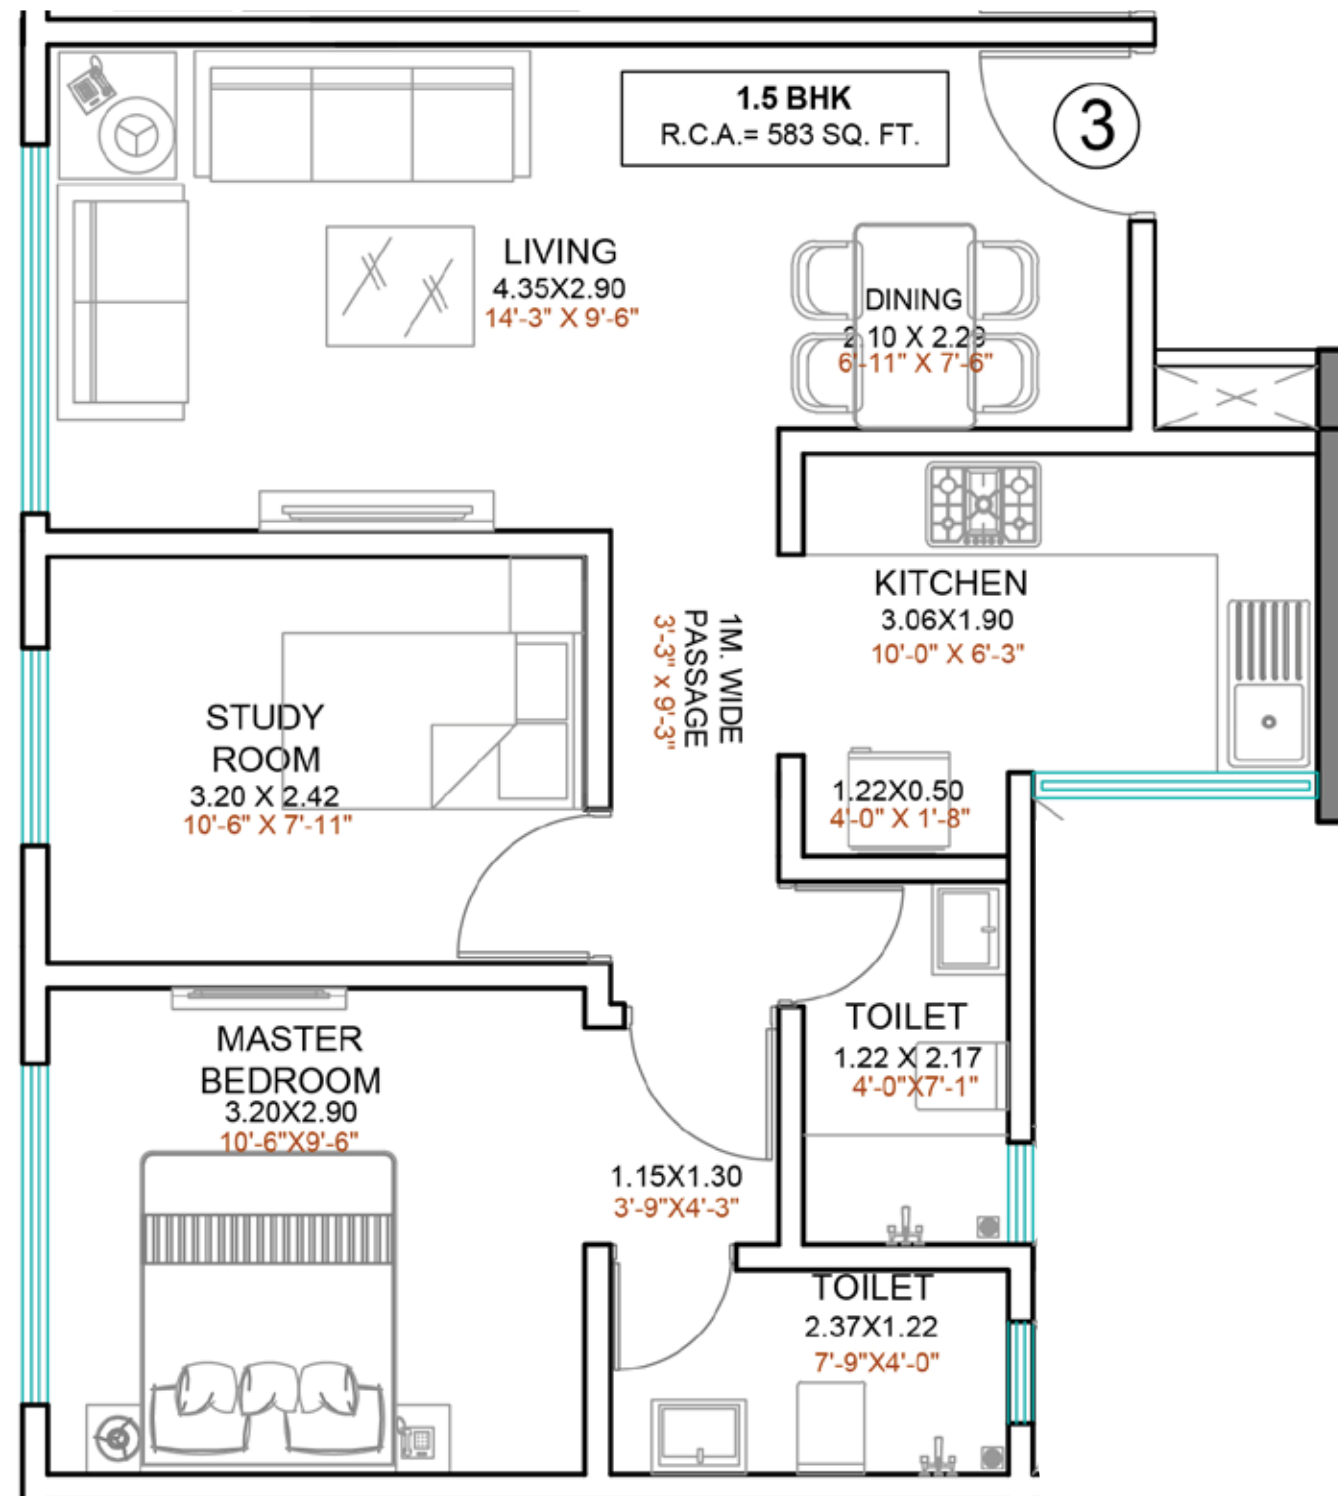 1.5 BHK
R.C.A.= 583 SQ. FT.
3
LIVING
4.35X2.90
14'-3" X 9'-6"
DINING
2.10 X 2.29
6'-11" X 7'-6"
KITCHEN
3.06X1.90
10'-0" X 6'-3"
1M. WIDE
PASSAGE
3'-3" x 9'-3"
STUDY
ROOM
3.20 X 2.42
10'-6" X 7'-11"
1.22X0.50
4'-0" X 1'-8"
TOILET
1.22 X 2.17
4'-0"X7'-1"
MASTER
BEDROOM
3.20X2.90
10'-6"X9'-6"
1.15X1.30
3'-9"X4'-3"
TOILET
2.37X1.22
7'-9"X4'-0"